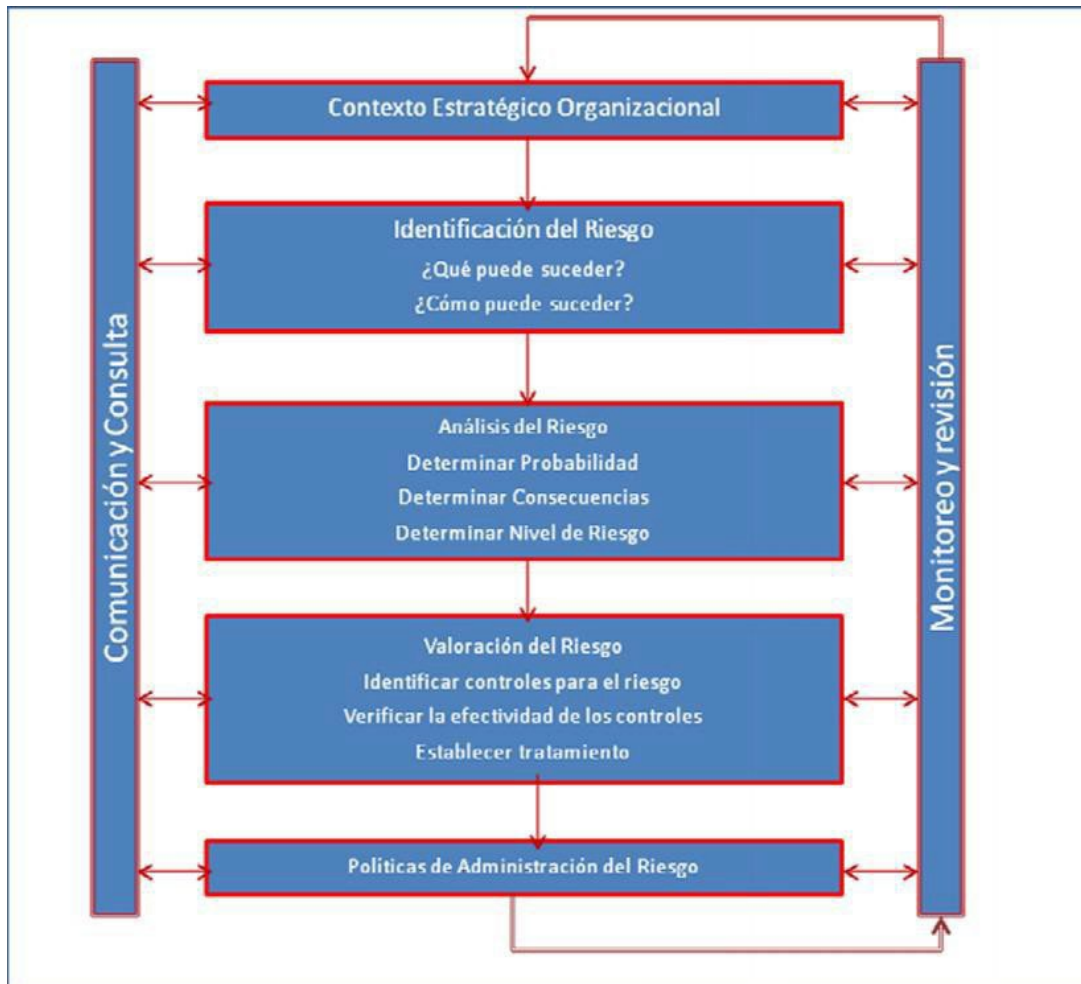 Comunicación y Consulta
Contexto Estratégico Organizacional
Identificación del Riesgo
¿Qué puede suceder?
¿Cómo puede suceder?
Análisis del Riesgo
Determinar Probabilidad
Determinar Consecuencias
Determinar Nivel de Riesgo
Valoración del Riesgo
Identificar controles para el riesgo
Verificar la efectividad de los controles
Establecer tratamiento
Políticas de Administración del Riesgo
Monitoreo y revisión